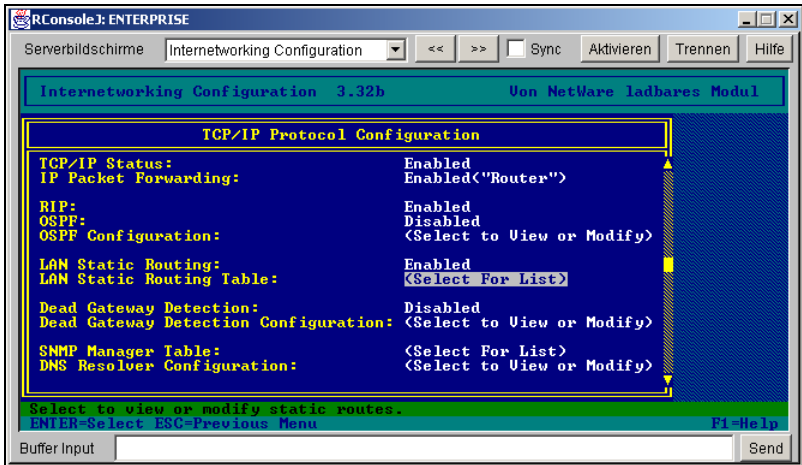 RConsoleJ: ENTERPRISE
Serverbildschirme Internetworking Configuration << >> Sync Aktivieren Trennen Hilfe
Internetworking Configuration 3.32b Von NetWare ladbares Modul
TCP/IP Protocol Configuration
TCP/IP Status: Enabled
IP Packet Forwarding: Enabled("Router")
RIP: Enabled
OSPF: Disabled
OSPF Configuration: (Select to View or Modify)
LAN Static Routing: Enabled
LAN Static Routing Table: (Select For List)
Dead Gateway Detection: Disabled
Dead Gateway Detection Configuration: (Select to View or Modify)
SNMP Manager Table: (Select For List)
DNS Resolver Configuration: (Select to View or Modify)
Select to view or modify static routes.
ENTER=Select ESC=Previous Menu F1=Help
Buffer Input Send